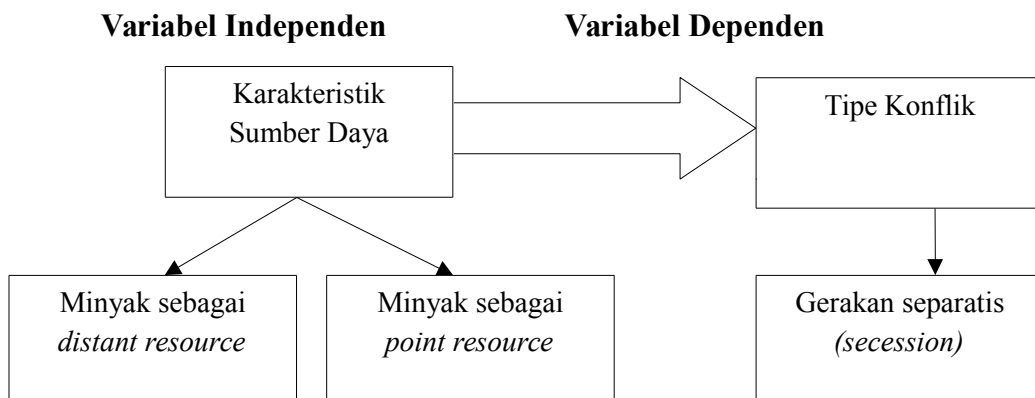 Variabel Independen
Variabel Dependen
Karakteristik
Sumber Daya
Tipe Konflik
Minyak sebagai
distant resource
Minyak sebagai
point resource
Gerakan separatis
(secession)